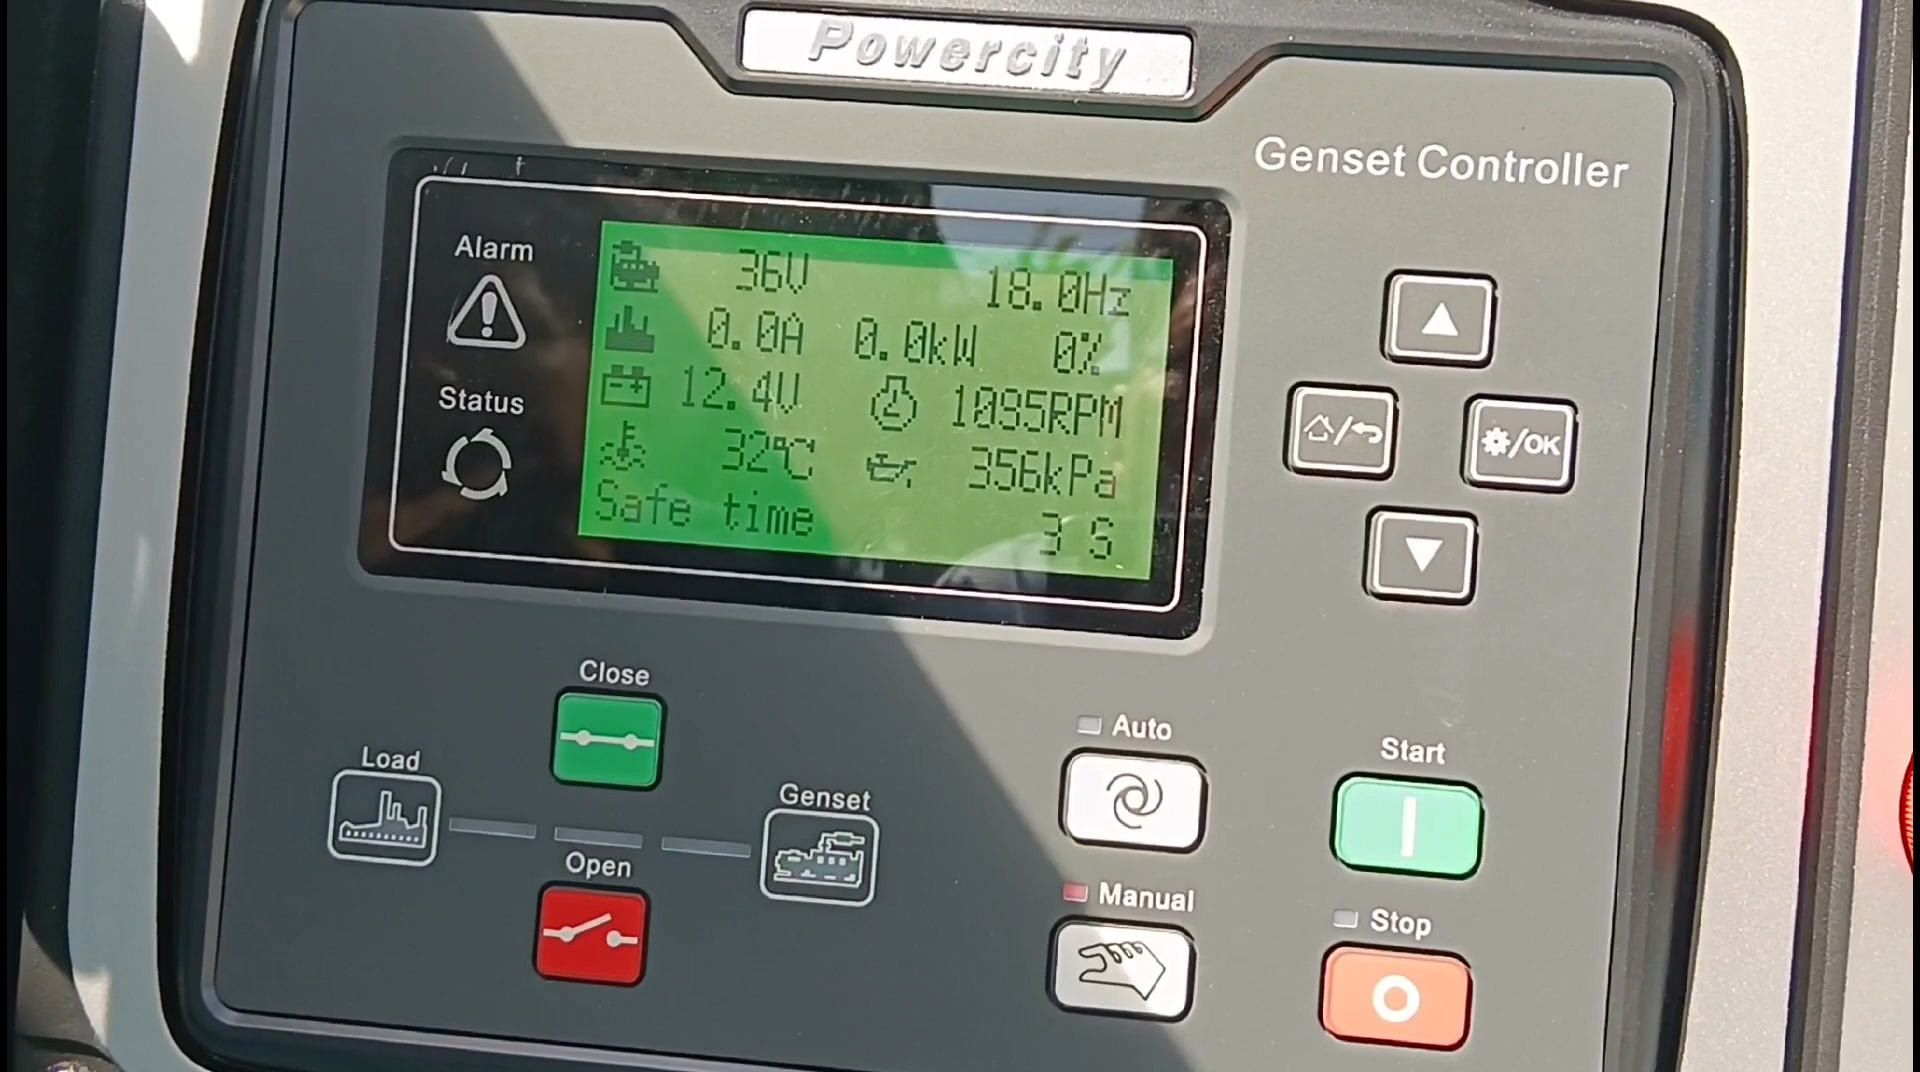 Powercity
Genset Controller
Alarm
Status
36V 18.0Hz
0.0A 0.0kW 0%
12.4V 1095RPM
32℃ 356kPa
Safe time 3 S
/OK
Close
Load
Genset
Open
Auto
Start
Manual
Stop